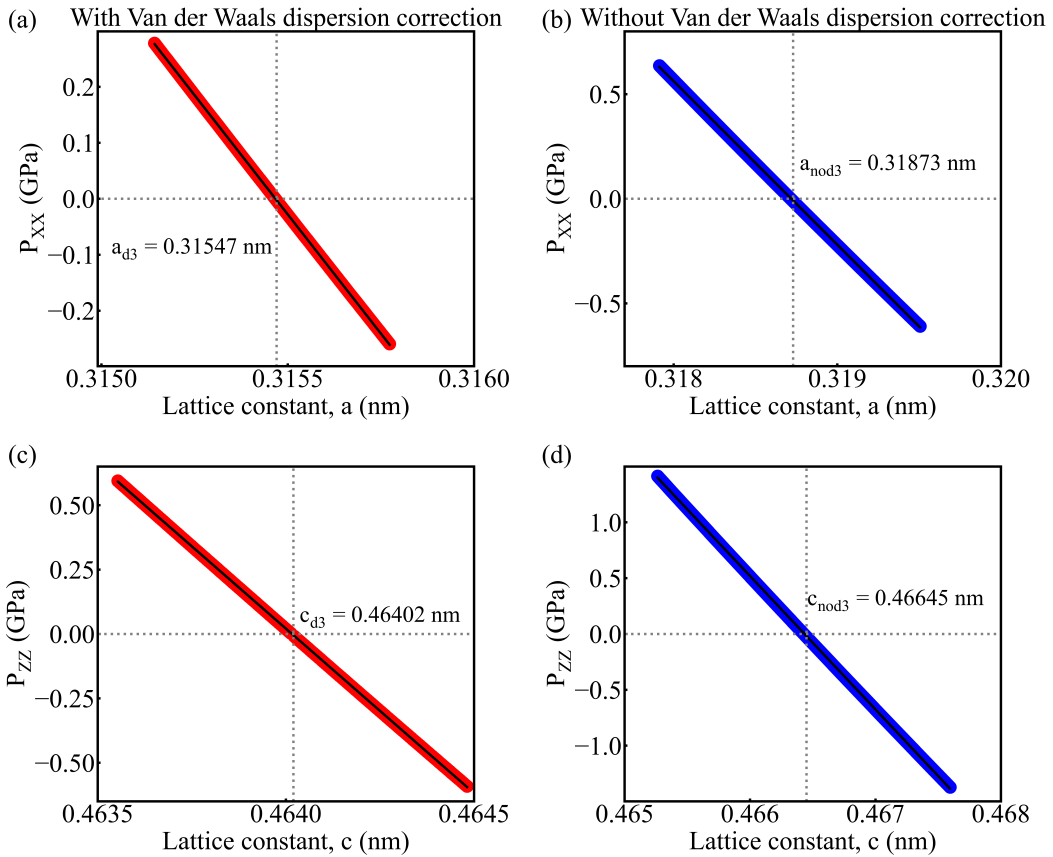 (a) With Van der Waals dispersion correction
P_XX (GPa)
0.2
0.1
0.0
−0.1
−0.2
a_d3 = 0.31547 nm
0.3150 0.3155 0.3160
Lattice constant, a (nm)
(b) Without Van der Waals dispersion correction
P_XX (GPa)
0.5
0.0
−0.5
a_nod3 = 0.31873 nm
0.318 0.319 0.320
Lattice constant, a (nm)
(c)
P_ZZ (GPa)
0.50
0.25
0.00
−0.25
−0.50
c_d3 = 0.46402 nm
0.4635 0.4640 0.4645
Lattice constant, c (nm)
(d)
P_ZZ (GPa)
1.0
0.5
0.0
−0.5
−1.0
c_nod3 = 0.46645 nm
0.465 0.466 0.467 0.468
Lattice constant, c (nm)